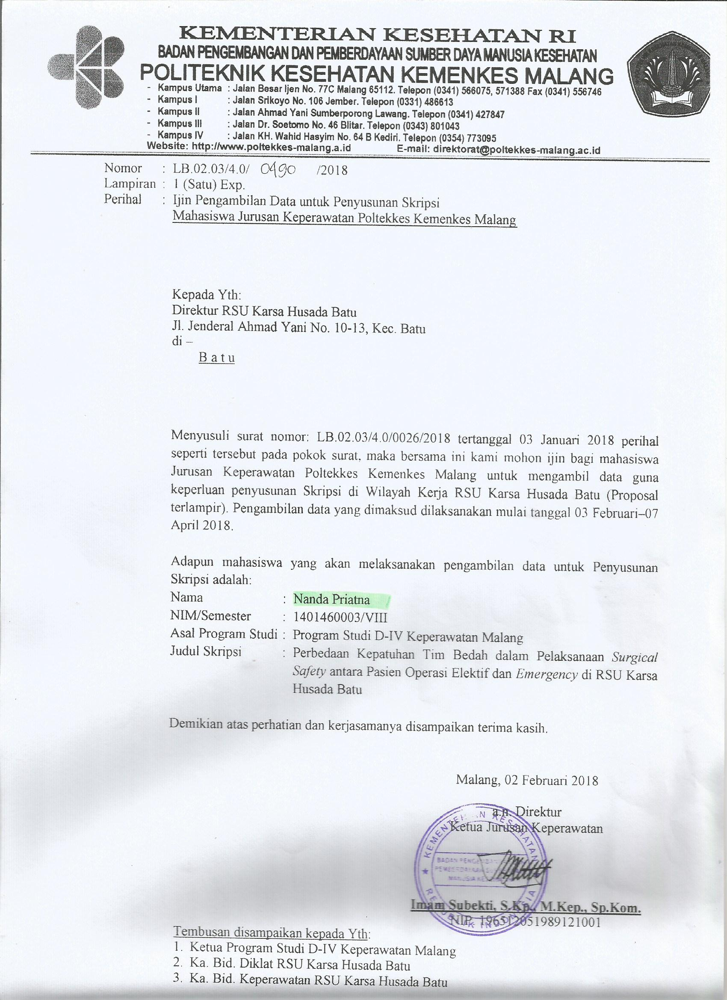 KEMENTERIAN KESEHATAN RI
BADAN PENGEMBANGAN DAN PEMBERDAYAAN SUMBER DAYA MANUSIA KESEHATAN
POLITEKNIK KESEHATAN KEMENKES MALANG
- Kampus Utama : Jalan Besar Ijen No. 77C Malang 65112. Telepon (0341) 566075, 571388 Fax (0341) 556746
- Kampus I : Jalan Srikoyo No. 106 Jember. Telepon (0331) 486613
- Kampus II : Jalan Ahmad Yani Sumberporong Lawang. Telepon (0341) 427847
- Kampus III : Jalan Dr. Soetomo No. 46 Blitar. Telepon (0343) 801043
- Kampus IV : Jalan KH. Wahid Hasyim No. 64 B Kediri. Telepon (0354) 773095
Website: http://www.poltekkes-malang.a.id E-mail: direktorat@poltekkes-malang.ac.id
Nomor : LB.02.03/4.0/ 0490 /2018
Lampiran : 1 (Satu) Exp.
Perihal : Ijin Pengambilan Data untuk Penyusunan Skripsi
Mahasiswa Jurusan Keperawatan Poltekkes Kemenkes Malang
Kepada Yth:
Direktur RSU Karsa Husada Batu
Jl. Jenderal Ahmad Yani No. 10-13, Kec. Batu
di –
B a t u
Menyusuli surat nomor: LB.02.03/4.0/0026/2018 tertanggal 03 Januari 2018 perihal
seperti tersebut pada pokok surat, maka bersama ini kami mohon ijin bagi mahasiswa
Jurusan Keperawatan Poltekkes Kemenkes Malang untuk mengambil data guna
keperluan penyusunan Skripsi di Wilayah Kerja RSU Karsa Husada Batu (Proposal
terlampir). Pengambilan data yang dimaksud dilaksanakan mulai tanggal 03 Februari–07
April 2018.
Adapun mahasiswa yang akan melaksanakan pengambilan data untuk Penyusunan
Skripsi adalah:
Nama : Nanda Priatna
NIM/Semester : 1401460003/VIII
Asal Program Studi : Program Studi D-IV Keperawatan Malang
Judul Skripsi : Perbedaan Kepatuhan Tim Bedah dalam Pelaksanaan Surgical
Safety antara Pasien Operasi Elektif dan Emergency di RSU Karsa
Husada Batu
Demikian atas perhatian dan kerjasamanya disampaikan terima kasih.
Malang, 02 Februari 2018
a.n. Direktur
Ketua Jurusan Keperawatan
KESEHATAN
REPUBLIK INDONESIA
Imam Subekti, S.Kp., M.Kep., Sp.Kom.
NIP. 196512051989121001
Tembusan disampaikan kepada Yth:
1. Ketua Program Studi D-IV Keperawatan Malang
2. Ka. Bid. Diklat RSU Karsa Husada Batu
3. Ka. Bid. Keperawatan RSU Karsa Husada Batu